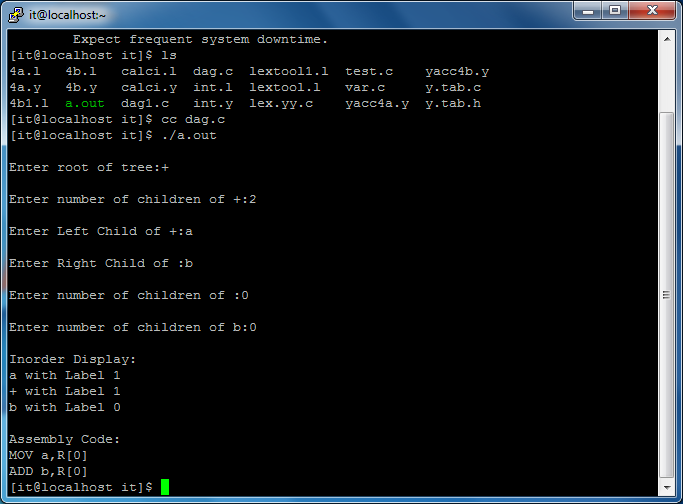 it@localhost:~
Expect frequent system downtime.
[it@localhost it]$ ls
4a.l 4b.l calci.l dag.c lextool1.l test.c yacc4b.y
4a.y 4b.y calci.y int.l lextool.l var.c y.tab.c
4b1.l a.out dag1.c int.y lex.yy.c yacc4a.y y.tab.h
[it@localhost it]$ cc dag.c
[it@localhost it]$ ./a.out
Enter root of tree:+
Enter number of children of +:2
Enter Left Child of +:a
Enter Right Child of :b
Enter number of children of :0
Enter number of children of b:0
Inorder Display:
a with Label 1
+ with Label 1
b with Label 0
Assembly Code:
MOV a,R[0]
ADD b,R[0]
[it@localhost it]$